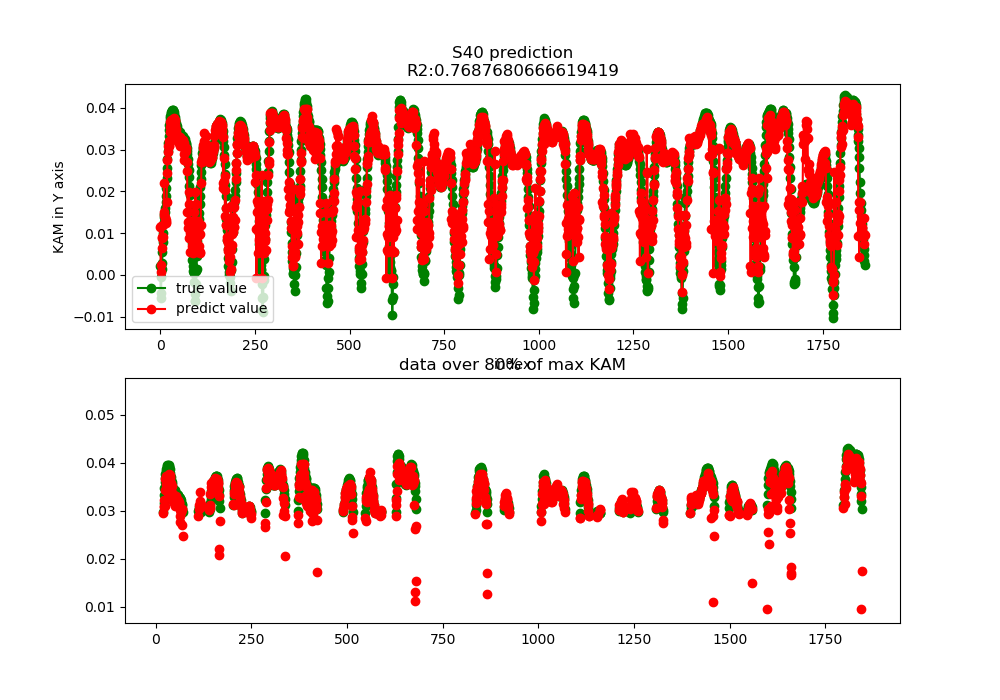 S40 prediction
R2:0.7687680666619419
KAM in Y axis
0.04
0.03
0.02
0.01
0.00
−0.01
true value
predict value
0 250 500 750 1000 1250 1500 1750
index
data over 80% of max KAM
0.05
0.04
0.03
0.02
0.01
0 250 500 750 1000 1250 1500 1750